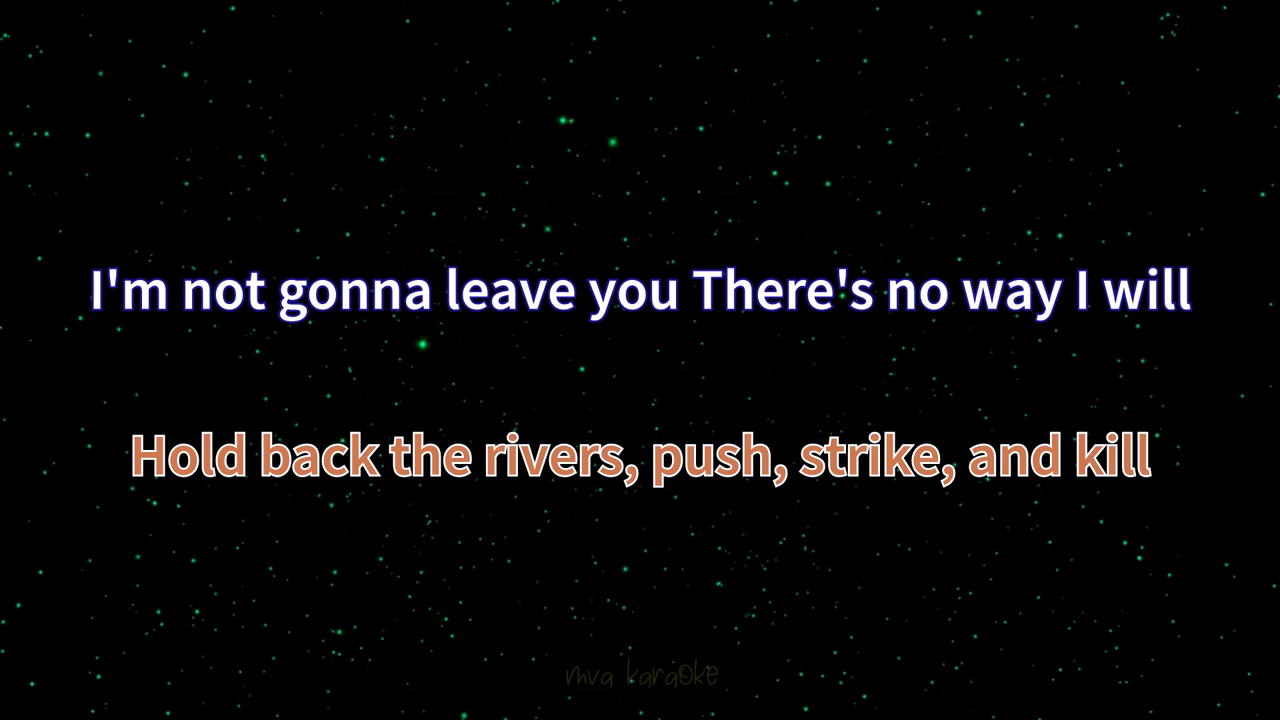 I'm not gonna leave you There's no way I will
Hold back the rivers, push, strike, and kill
mva karaoke